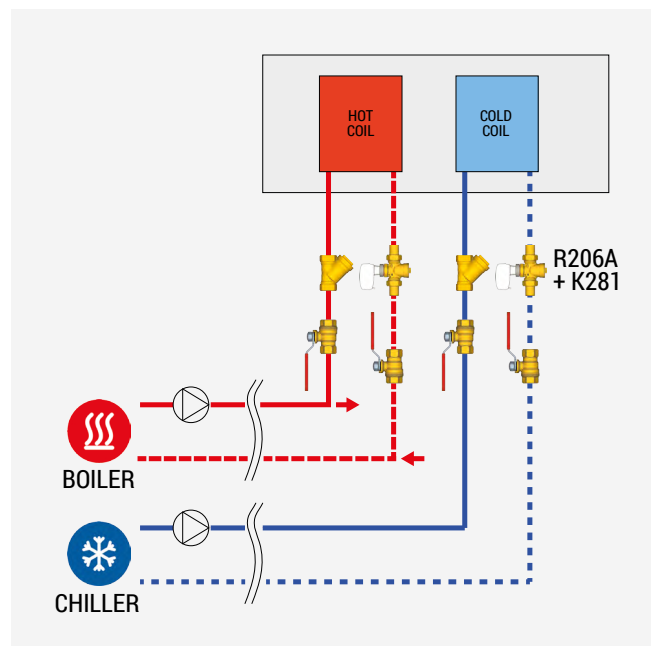 HOT
COIL
COLD
COIL
R206A
+ K281
BOILER
CHILLER